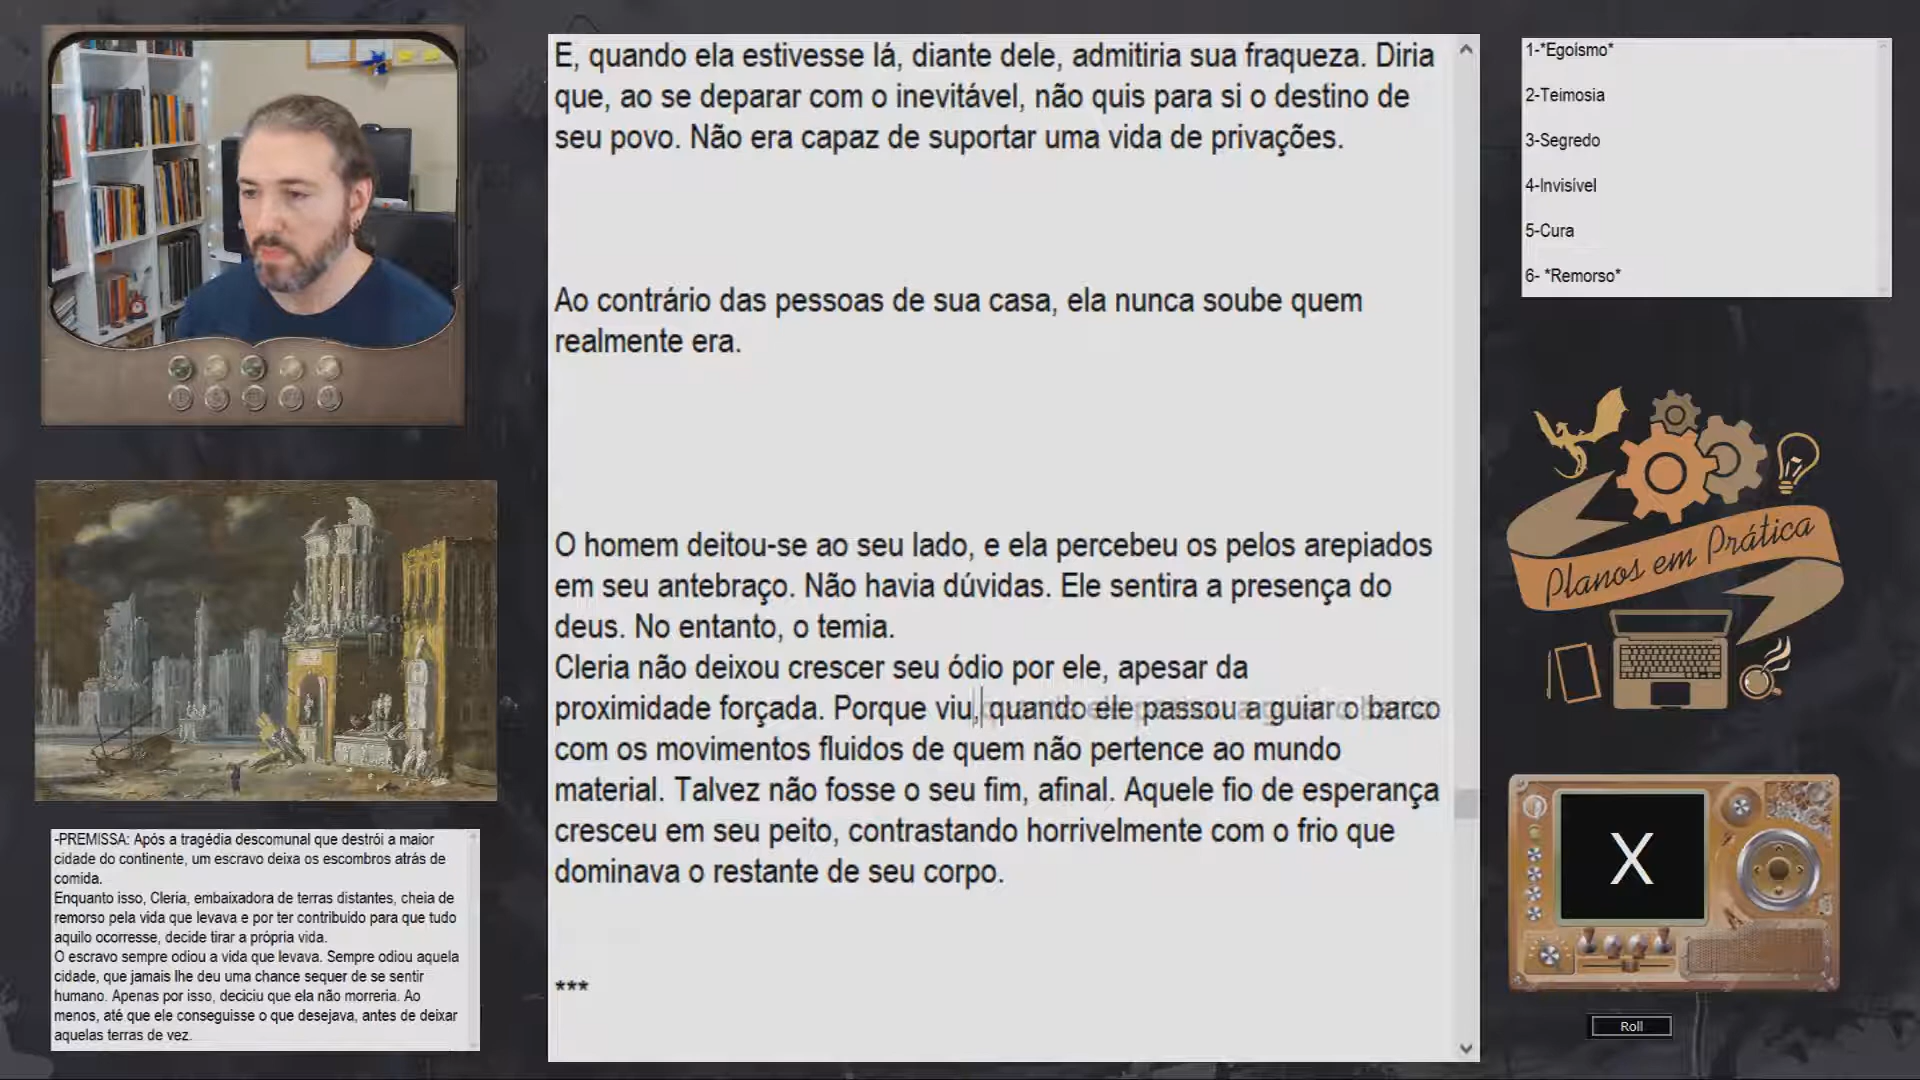 E, quando ela estivesse lá, diante dele, admitiria sua fraqueza. Diria
que, ao se deparar com o inevitável, não quis para si o destino de
seu povo. Não era capaz de suportar uma vida de privações.
Ao contrário das pessoas de sua casa, ela nunca soube quem
realmente era.
O homem deitou-se ao seu lado, e ela percebeu os pelos arepiados
em seu antebraço. Não havia dúvidas. Ele sentira a presença do
deus. No entanto, o temia.
Cleria não deixou crescer seu ódio por ele, apesar da
proximidade forçada. Porque viu, quando ele passou a guiar o barco
com os movimentos fluidos de quem não pertence ao mundo
material. Talvez não fosse o seu fim, afinal. Aquele fio de esperança
cresceu em seu peito, contrastando horrivelmente com o frio que
dominava o restante de seu corpo.
***
1-*Egoísmo*
2-Teimosia
3-Segredo
4-Invisível
5-Cura
6- *Remorso*
Planos em Prática
-PREMISSA: Após a tragédia descomunal que destrói a maior
cidade do continente, um escravo deixa os escombros atrás de
comida.
Enquanto isso, Cleria, embaixadora de terras distantes, cheia de
remorso pela vida que levava e por ter contribuido para que tudo
aquilo ocorresse, decide tirar a própria vida.
O escravo sempre odiou a vida que levava. Sempre odiou aquela
cidade, que jamais lhe deu uma chance sequer de se sentir
humano. Apenas por isso, deciciu que ela não morreria. Ao
menos, até que ele conseguisse o que desejava, antes de deixar
aquelas terras de vez.
X
Roll